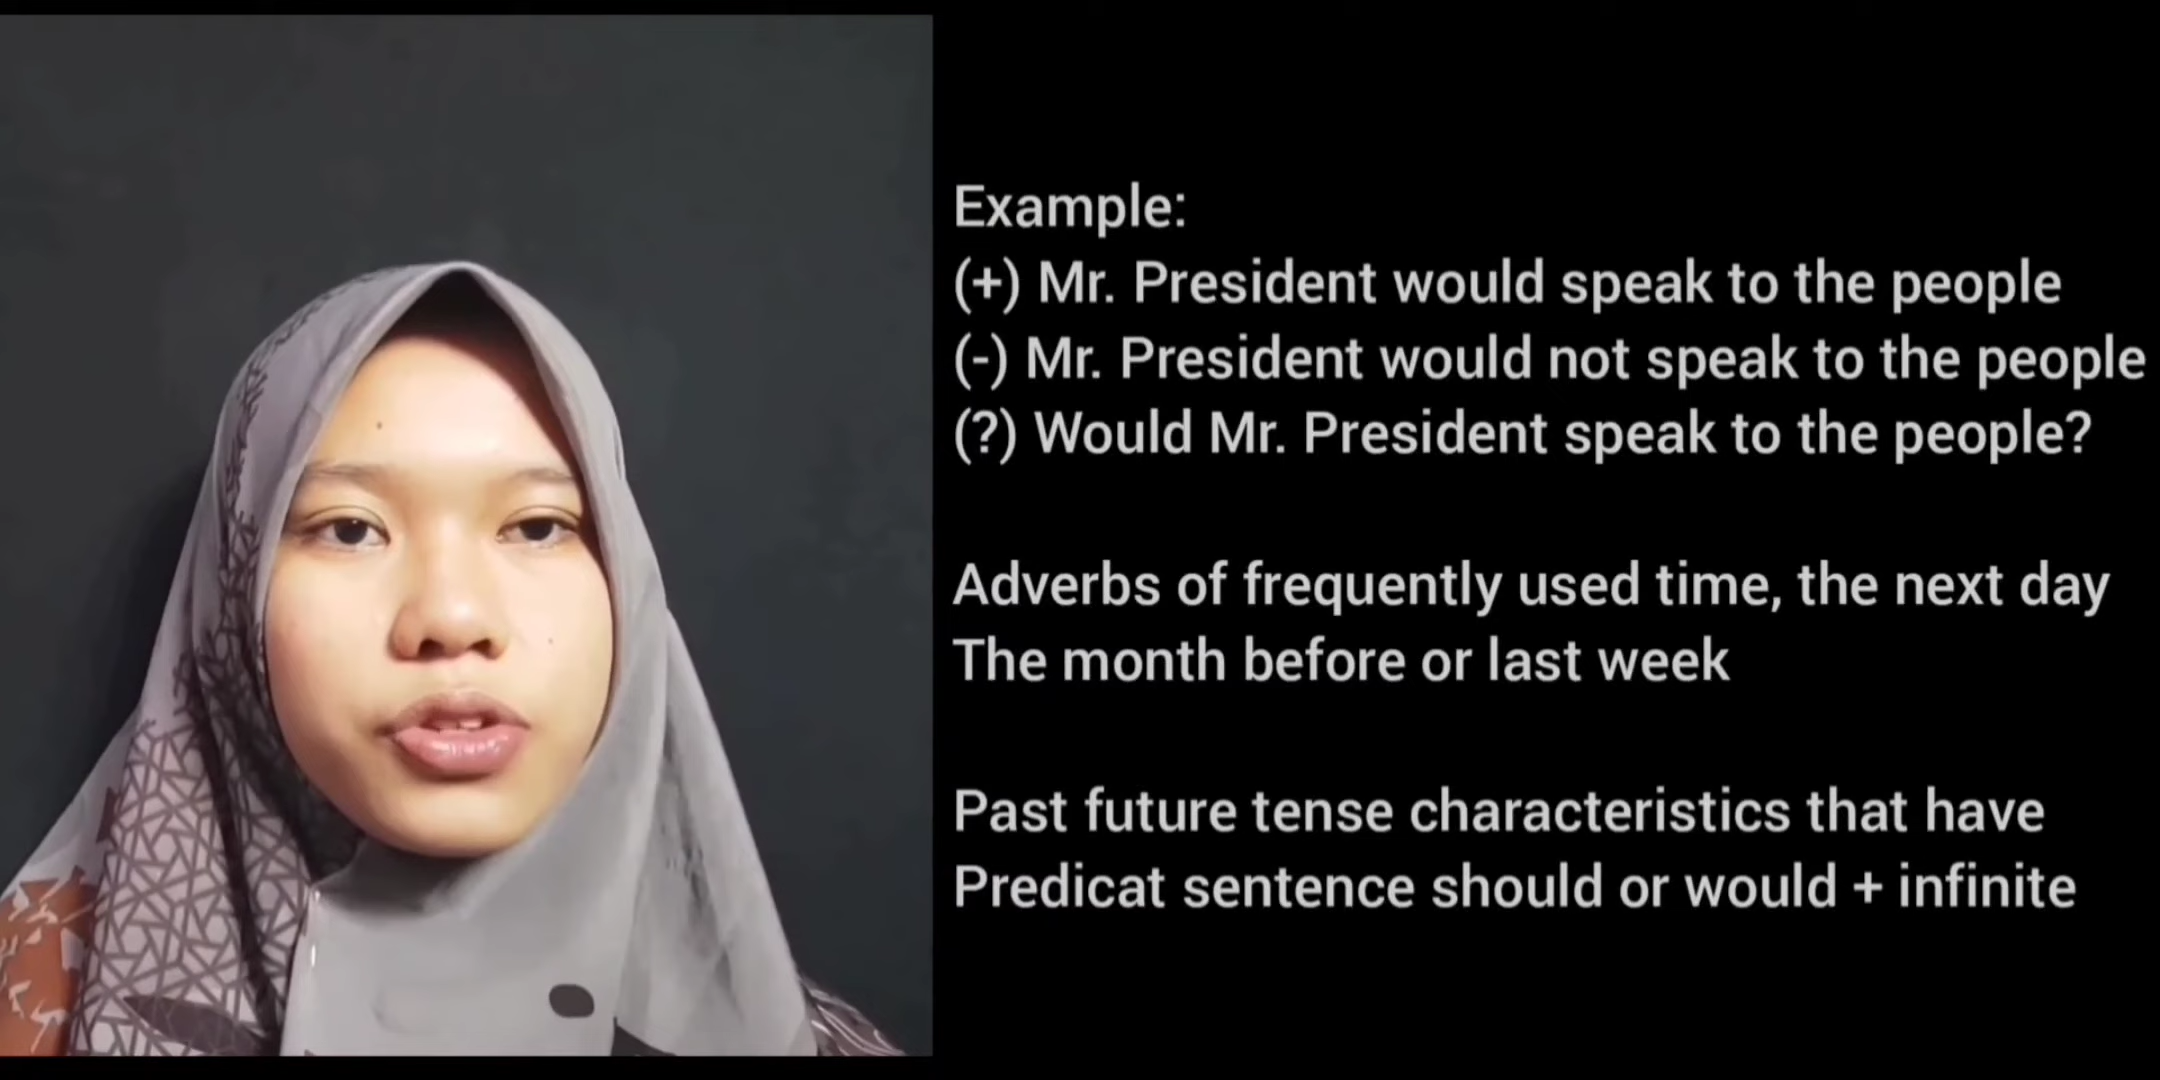 Example:
(+) Mr. President would speak to the people
(-) Mr. President would not speak to the people
(?) Would Mr. President speak to the people?
Adverbs of frequently used time, the next day
The month before or last week
Past future tense characteristics that have
Predicat sentence should or would + infinite